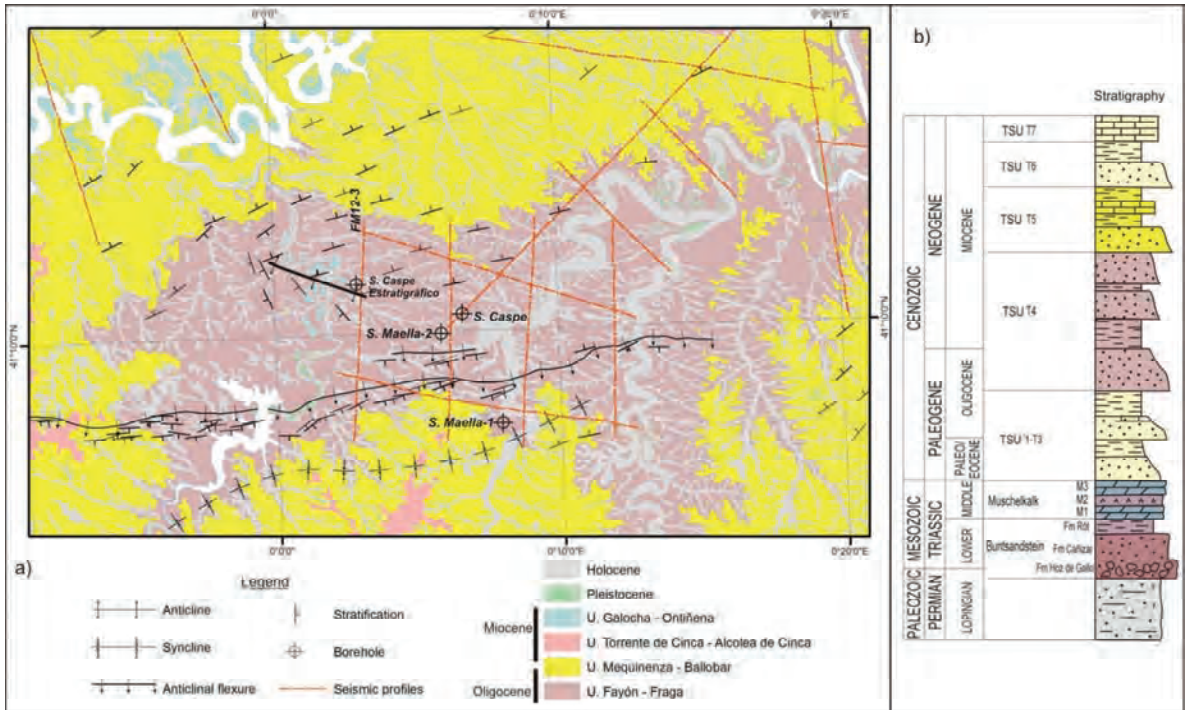 0°0'
0°10'0"E
0°20'0"E
41°10'0"N
41°10'0"N
FM12-3
S. Caspe
Estratigráfico
S. Caspe
S. Maella-2
S. Maella-1
0°0'0"
0°10'0"E
0°20'0"E
a)
Legend
Anticline
Syncline
Anticlinal flexure
Stratification
Borehole
Seismic profiles
Miocene
Oligocene
Holocene
Pleistocene
U. Galocha - Ontiñena
U. Torrente de Cinca - Alcolea de Cinca
U. Mequinenza - Ballobar
U. Fayón - Fraga
b)
Stratigraphy
CENOZOIC
NEOGENE
MIOCENE
TSU T7
TSU T6
TSU T5
TSU T4
PALEOGENE
OLIGOCENE
PALEO/
EOCENE
TSU T1-T3
MESOZOIC
TRIASSIC
MIDDLE
Muschelkalk
M3
M2
M1
LOWER
Buntsandstein
Fm Röt
Fm Cañizar
Fm Hoz de Gallo
PALEOZOIC
PERMIAN
LOPINGIAN